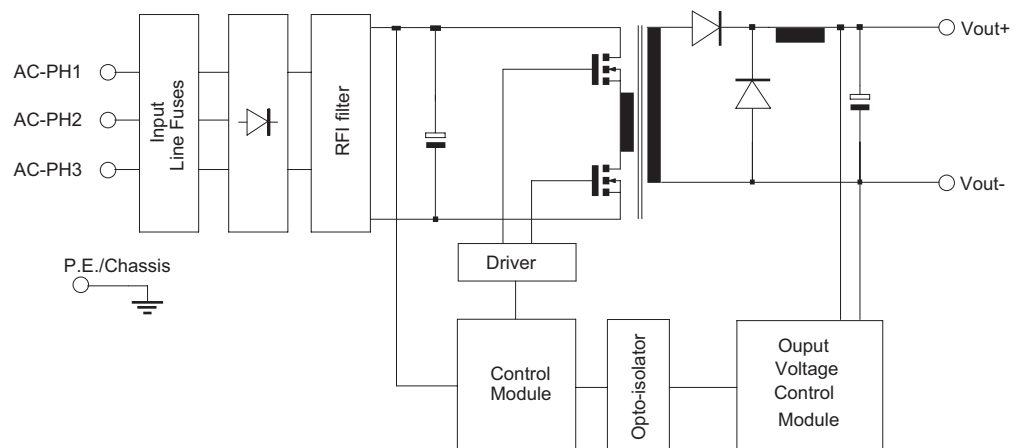 AC-PH1
AC-PH2
AC-PH3
Input
Line Fuses
RFI filter
Vout+
Vout-
P.E./Chassis
Driver
Control
Module
Opto-isolator
Ouput
Voltage
Control
Module